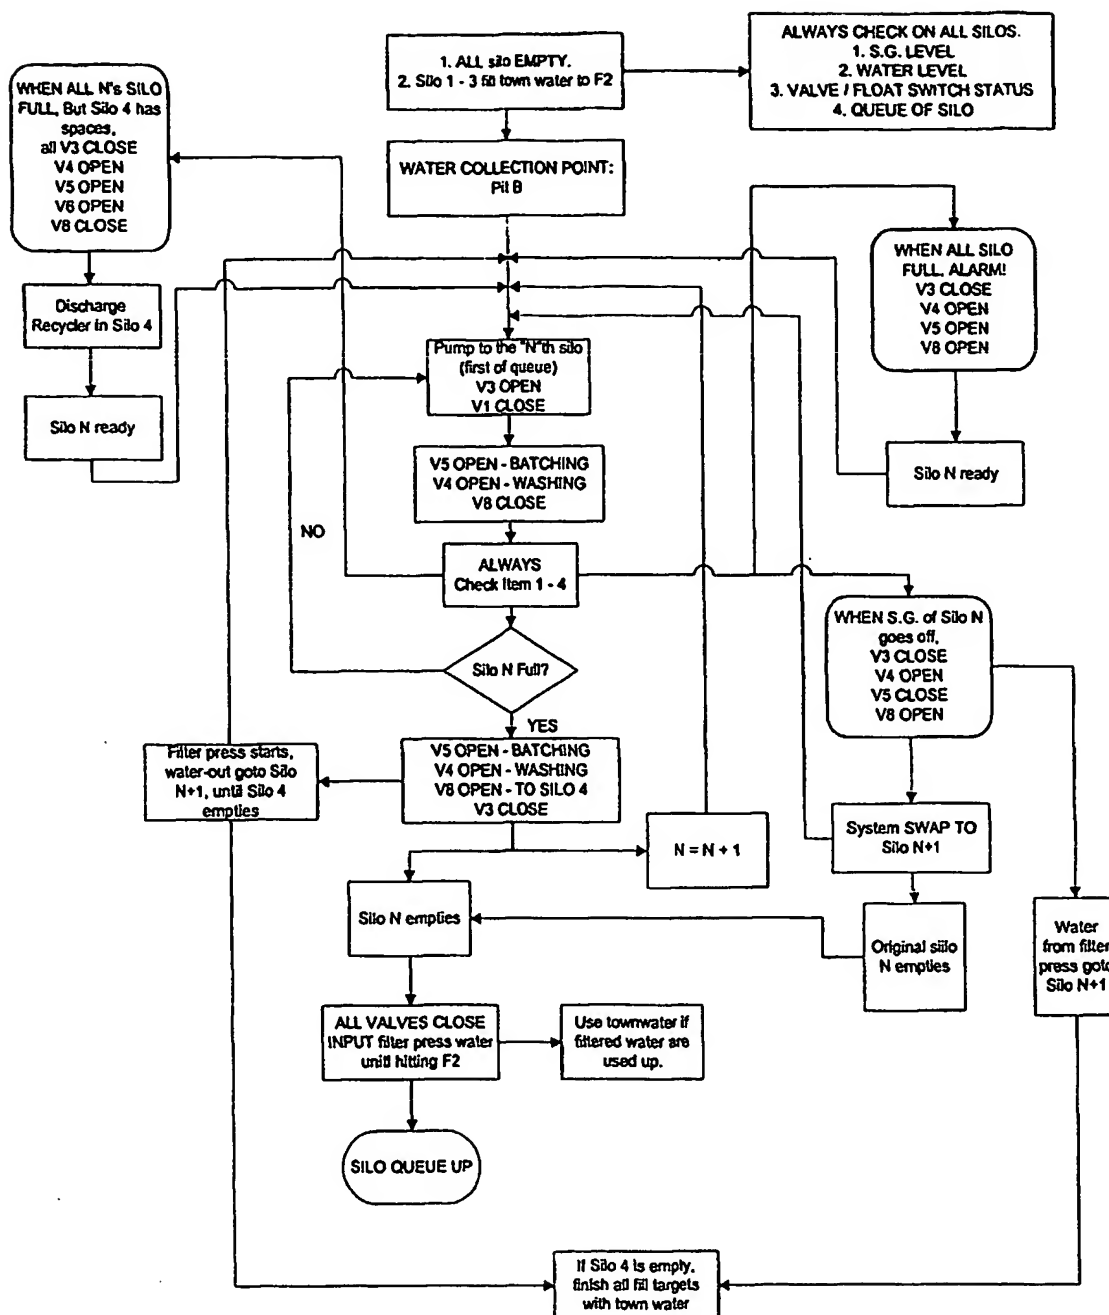 1. ALL silo EMPTY.
2. Silo 1 - 3 fill town water to F2
ALWAYS CHECK ON ALL SILOS.
1. S.G. LEVEL
2. WATER LEVEL
3. VALVE / FLOAT SWITCH STATUS
4. QUEUE OF SILO
WHEN ALL N's SILO
FULL, But Silo 4 has
spaces,
all V3 CLOSE
V4 OPEN
V5 OPEN
V6 OPEN
V8 CLOSE
WATER COLLECTION POINT:
Pit B
WHEN ALL SILO
FULL, ALARM!
V3 CLOSE
V4 OPEN
V5 OPEN
V8 OPEN
Discharge
Recycler in Silo 4
Pump to the "N"th silo
(first of queue)
V3 OPEN
V1 CLOSE
Silo N ready
Silo N ready
V5 OPEN - BATCHING
V4 OPEN - WASHING
V8 CLOSE
NO
ALWAYS
Check Item 1 - 4
WHEN S.G. of Silo N
goes off,
V3 CLOSE
V4 OPEN
V5 CLOSE
V8 OPEN
Silo N Full?
YES
Filter press starts,
water-out goto Silo
N+1, until Silo 4
empties
V5 OPEN - BATCHING
V4 OPEN - WASHING
V8 OPEN - TO SILO 4
V3 CLOSE
N = N + 1
System SWAP TO
Silo N+1
Silo N empties
Original silo
N empties
Water
from filter
press goto
Silo N+1
ALL VALVES CLOSE
INPUT filter press water
until hitting F2
Use townwater if
filtered water are
used up.
SILO QUEUE UP
If Silo 4 is empty,
finish all fill targets
with town water